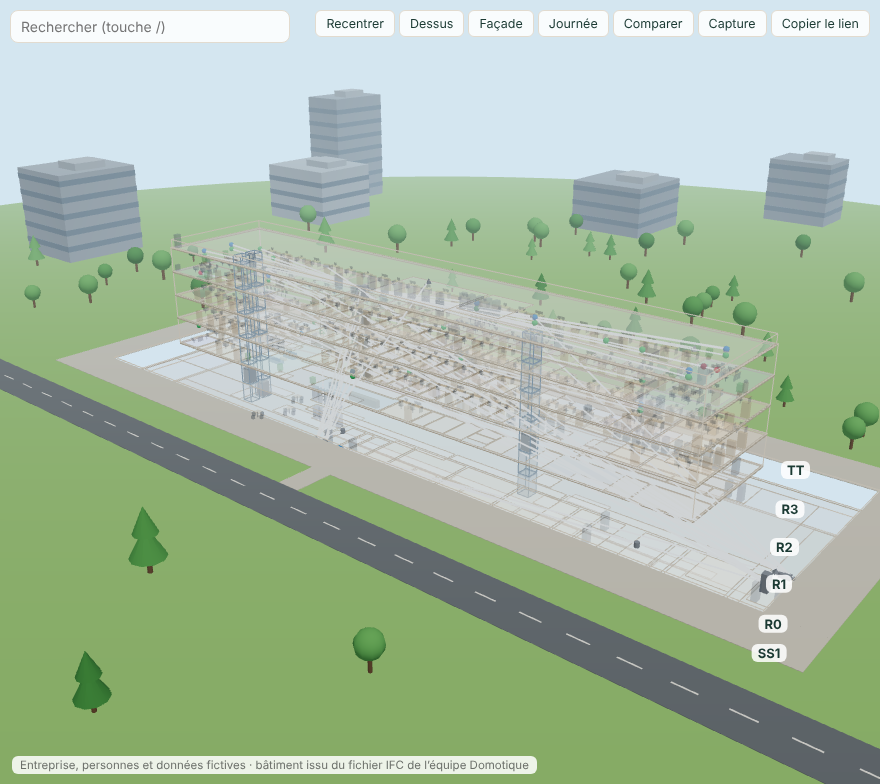 Rechercher (touche /)
Recentrer
Dessus
Façade
Journée
Comparer
Capture
Copier le lien
TT
R3
R2
R1
R0
SS1
Entreprise, personnes et données fictives · bâtiment issu du fichier IFC de l’équipe Domotique